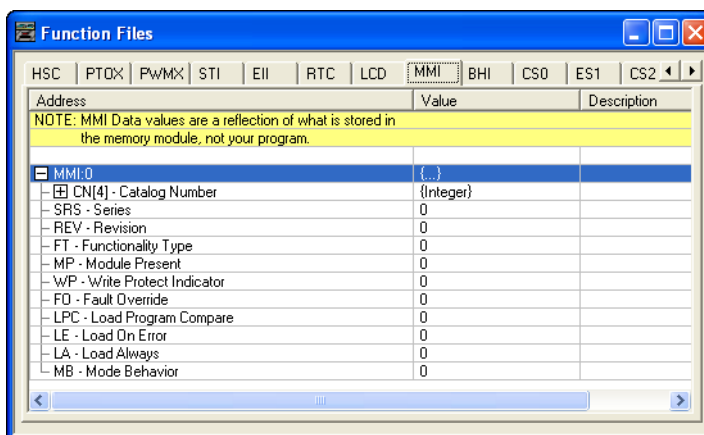 Function Files
HSC PTOX PWMX STI EII RTC LCD MMI BHI CS0 ES1 CS2
Address Value Description
NOTE: MMI Data values are a reflection of what is stored in
the memory module, not your program.
MMI:0 {...}
CN[4] - Catalog Number {Integer}
SRS - Series 0
REV - Revision 0
FT - Functionality Type 0
MP - Module Present 0
WP - Write Protect Indicator 0
FO - Fault Override 0
LPC - Load Program Compare 0
LE - Load On Error 0
LA - Load Always 0
MB - Mode Behavior 0